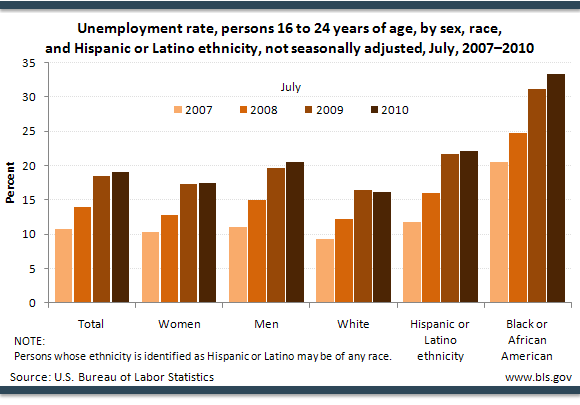 Unemployment rate, persons 16 to 24 years of age, by sex, race,
and Hispanic or Latino ethnicity, not seasonally adjusted, July, 2007–2010
July
2007 2008 2009 2010
Percent
35
30
25
20
15
10
5
0
Total Women Men White Hispanic or Black or
Latino African
ethnicity American
NOTE:
Persons whose ethnicity is identified as Hispanic or Latino may be of any race.
Source: U.S. Bureau of Labor Statistics www.bls.gov